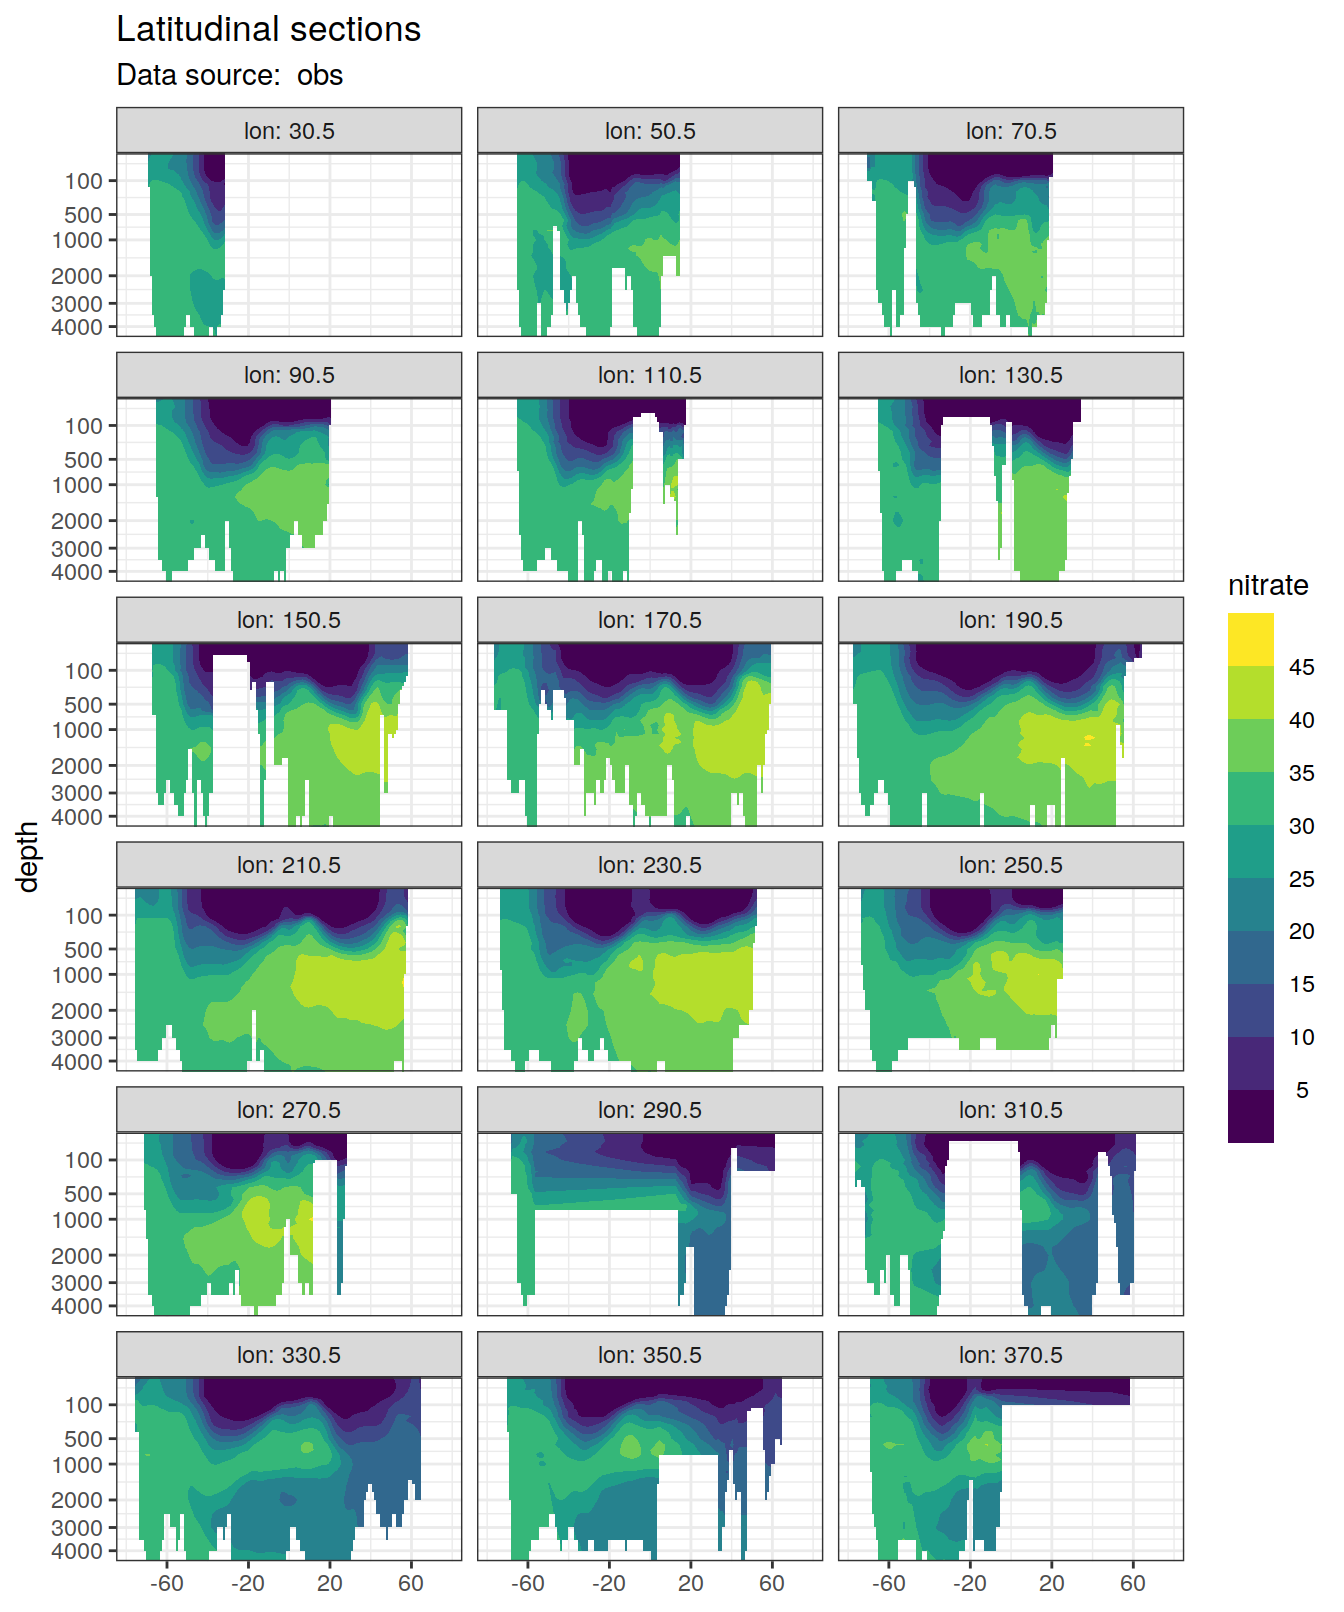 Latitudinal sections
Data source:  obs
lon: 30.5
lon: 50.5
lon: 70.5
100
500
1000
2000
3000
4000
lon: 90.5
lon: 110.5
lon: 130.5
100
500
1000
2000
3000
4000
lon: 150.5
lon: 170.5
lon: 190.5
100
500
1000
2000
3000
4000
lon: 210.5
lon: 230.5
lon: 250.5
100
500
1000
2000
3000
4000
lon: 270.5
lon: 290.5
lon: 310.5
100
500
1000
2000
3000
4000
lon: 330.5
lon: 350.5
lon: 370.5
100
500
1000
2000
3000
4000
-60 -20 20 60
-60 -20 20 60
-60 -20 20 60
depth
nitrate
45
40
35
30
25
20
15
10
5